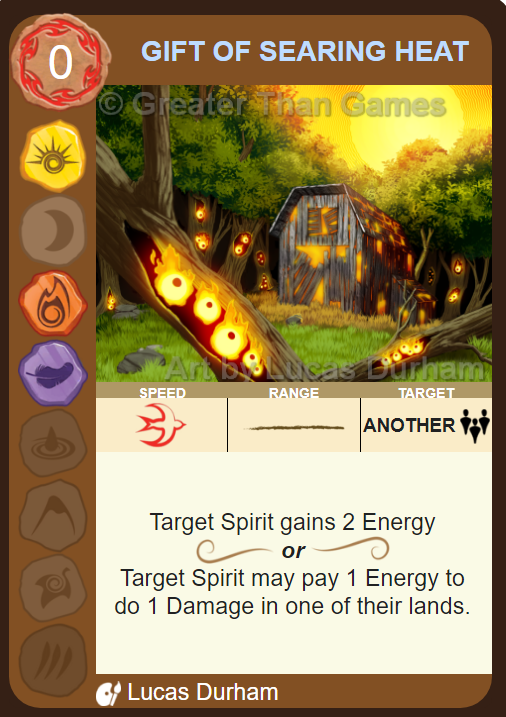 0
GIFT OF SEARING HEAT
© Greater Than Games
Art by Lucas Durham
SPEED RANGE TARGET
ANOTHER
Target Spirit gains 2 Energy
or
Target Spirit may pay 1 Energy to
do 1 Damage in one of their lands.
Lucas Durham